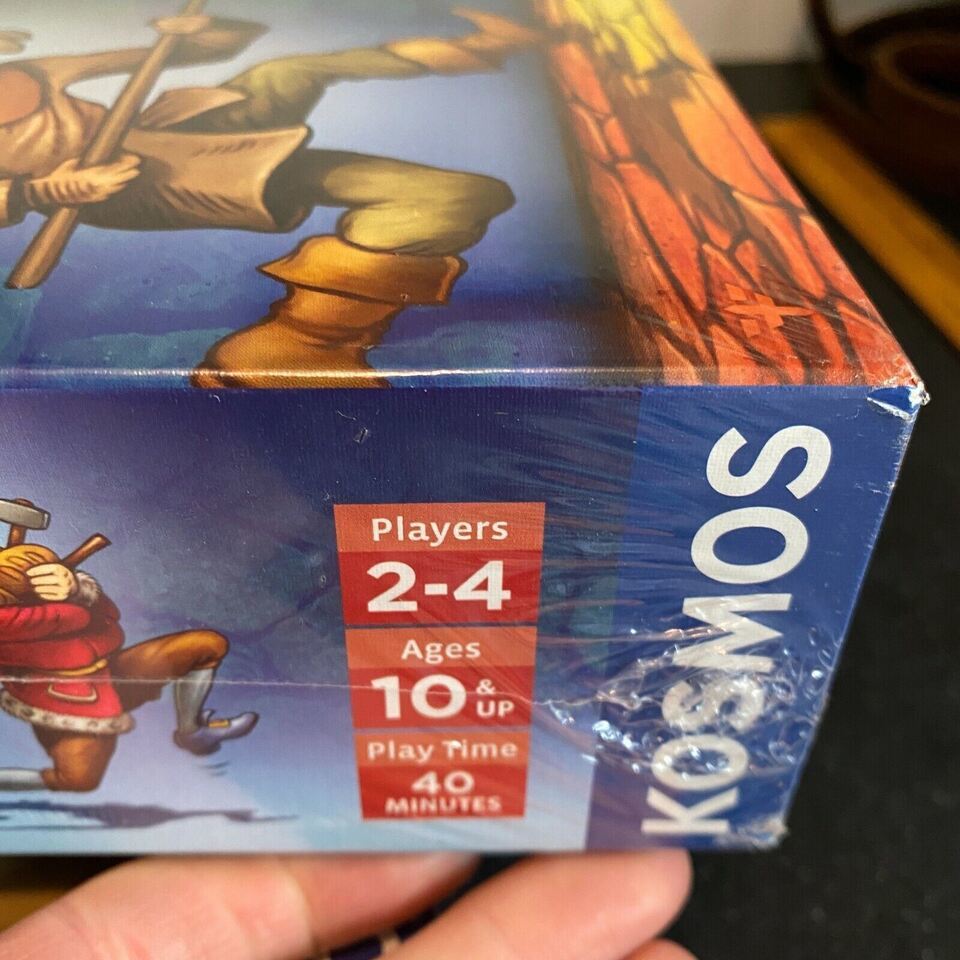 Players
2-4
Ages
10 & UP
Play Time
40
MINUTES
KOSMOS